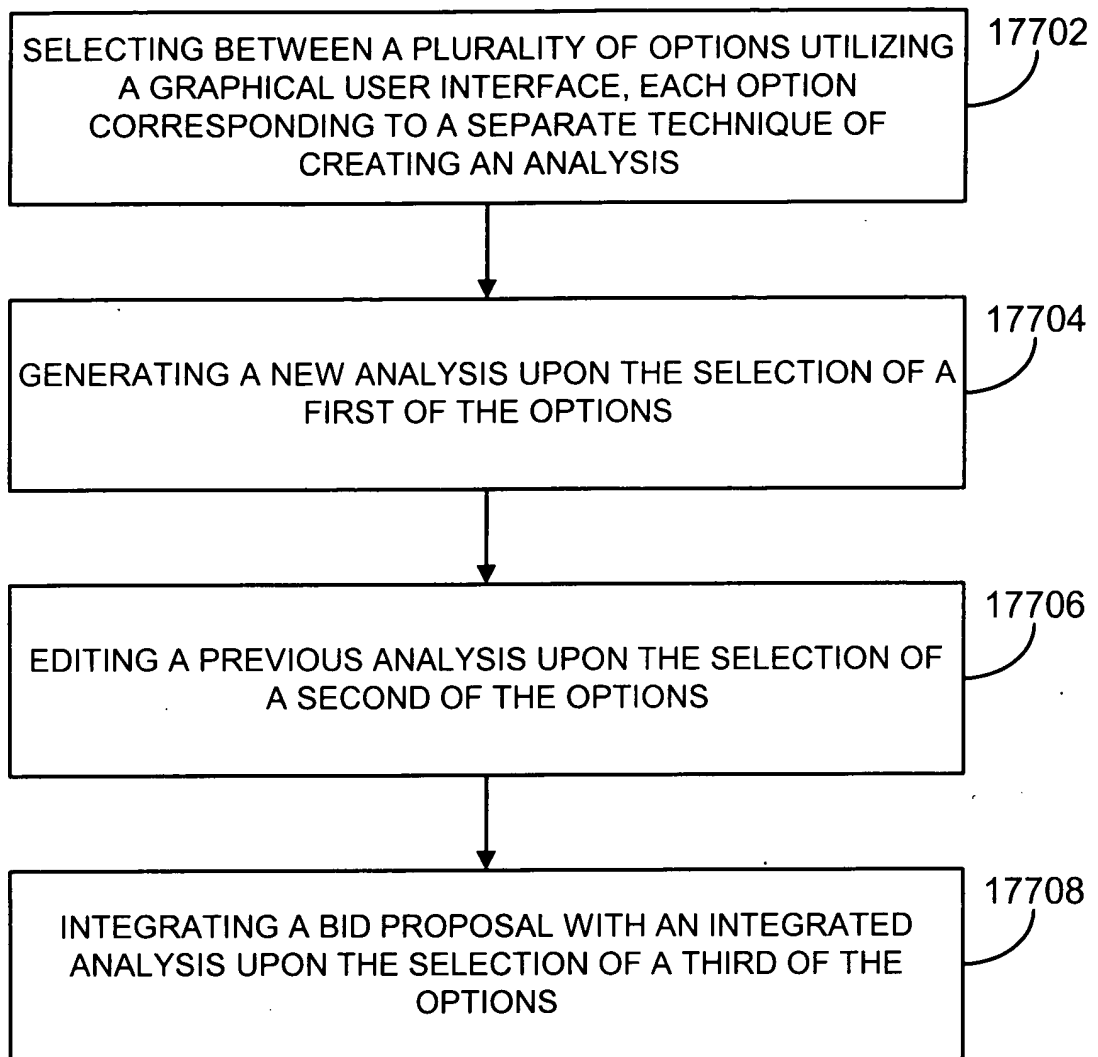 SELECTING BETWEEN A PLURALITY OF OPTIONS UTILIZING
A GRAPHICAL USER INTERFACE, EACH OPTION
CORRESPONDING TO A SEPARATE TECHNIQUE OF
CREATING AN ANALYSIS
17702
GENERATING A NEW ANALYSIS UPON THE SELECTION OF A
FIRST OF THE OPTIONS
17704
EDITING A PREVIOUS ANALYSIS UPON THE SELECTION OF
A SECOND OF THE OPTIONS
17706
INTEGRATING A BID PROPOSAL WITH AN INTEGRATED
ANALYSIS UPON THE SELECTION OF A THIRD OF THE
OPTIONS
17708